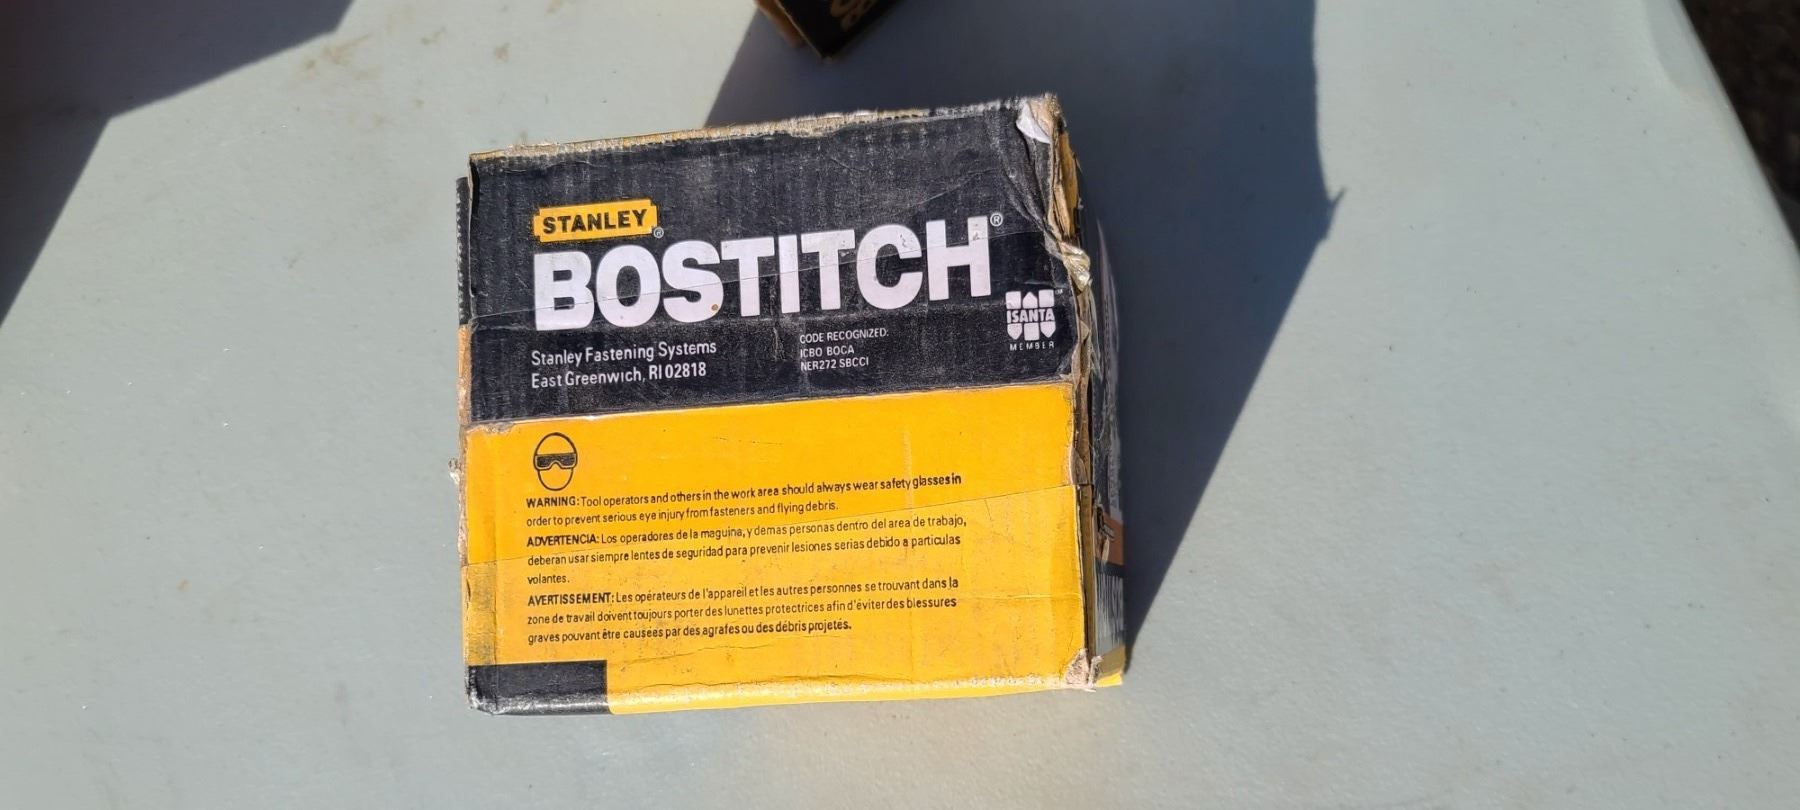 STANLEY®
BOSTITCH®
ISANTA
MEMBER
Stanley Fastening Systems
East Greenwich, RI 02818
CODE RECOGNIZED:
ICBO BOCA
NER272 SBCCI
WARNING: Tool operators and others in the work area should always wear safety glasses in
order to prevent serious eye injury from fasteners and flying debris.
ADVERTENCIA: Los operadores de la maguina, y demas personas dentro del area de trabajo,
deberan usar siempre lentes de seguridad para prevenir lesiones serias debido a particulas
volantes.
AVERTISSEMENT: Les opérateurs de l'appareil et les autres personnes se trouvant dans la
zone de travail doivent toujours porter des lunettes protectrices afin d'éviter des blessures
graves pouvant être causées par des agrafes ou des débris projetés.